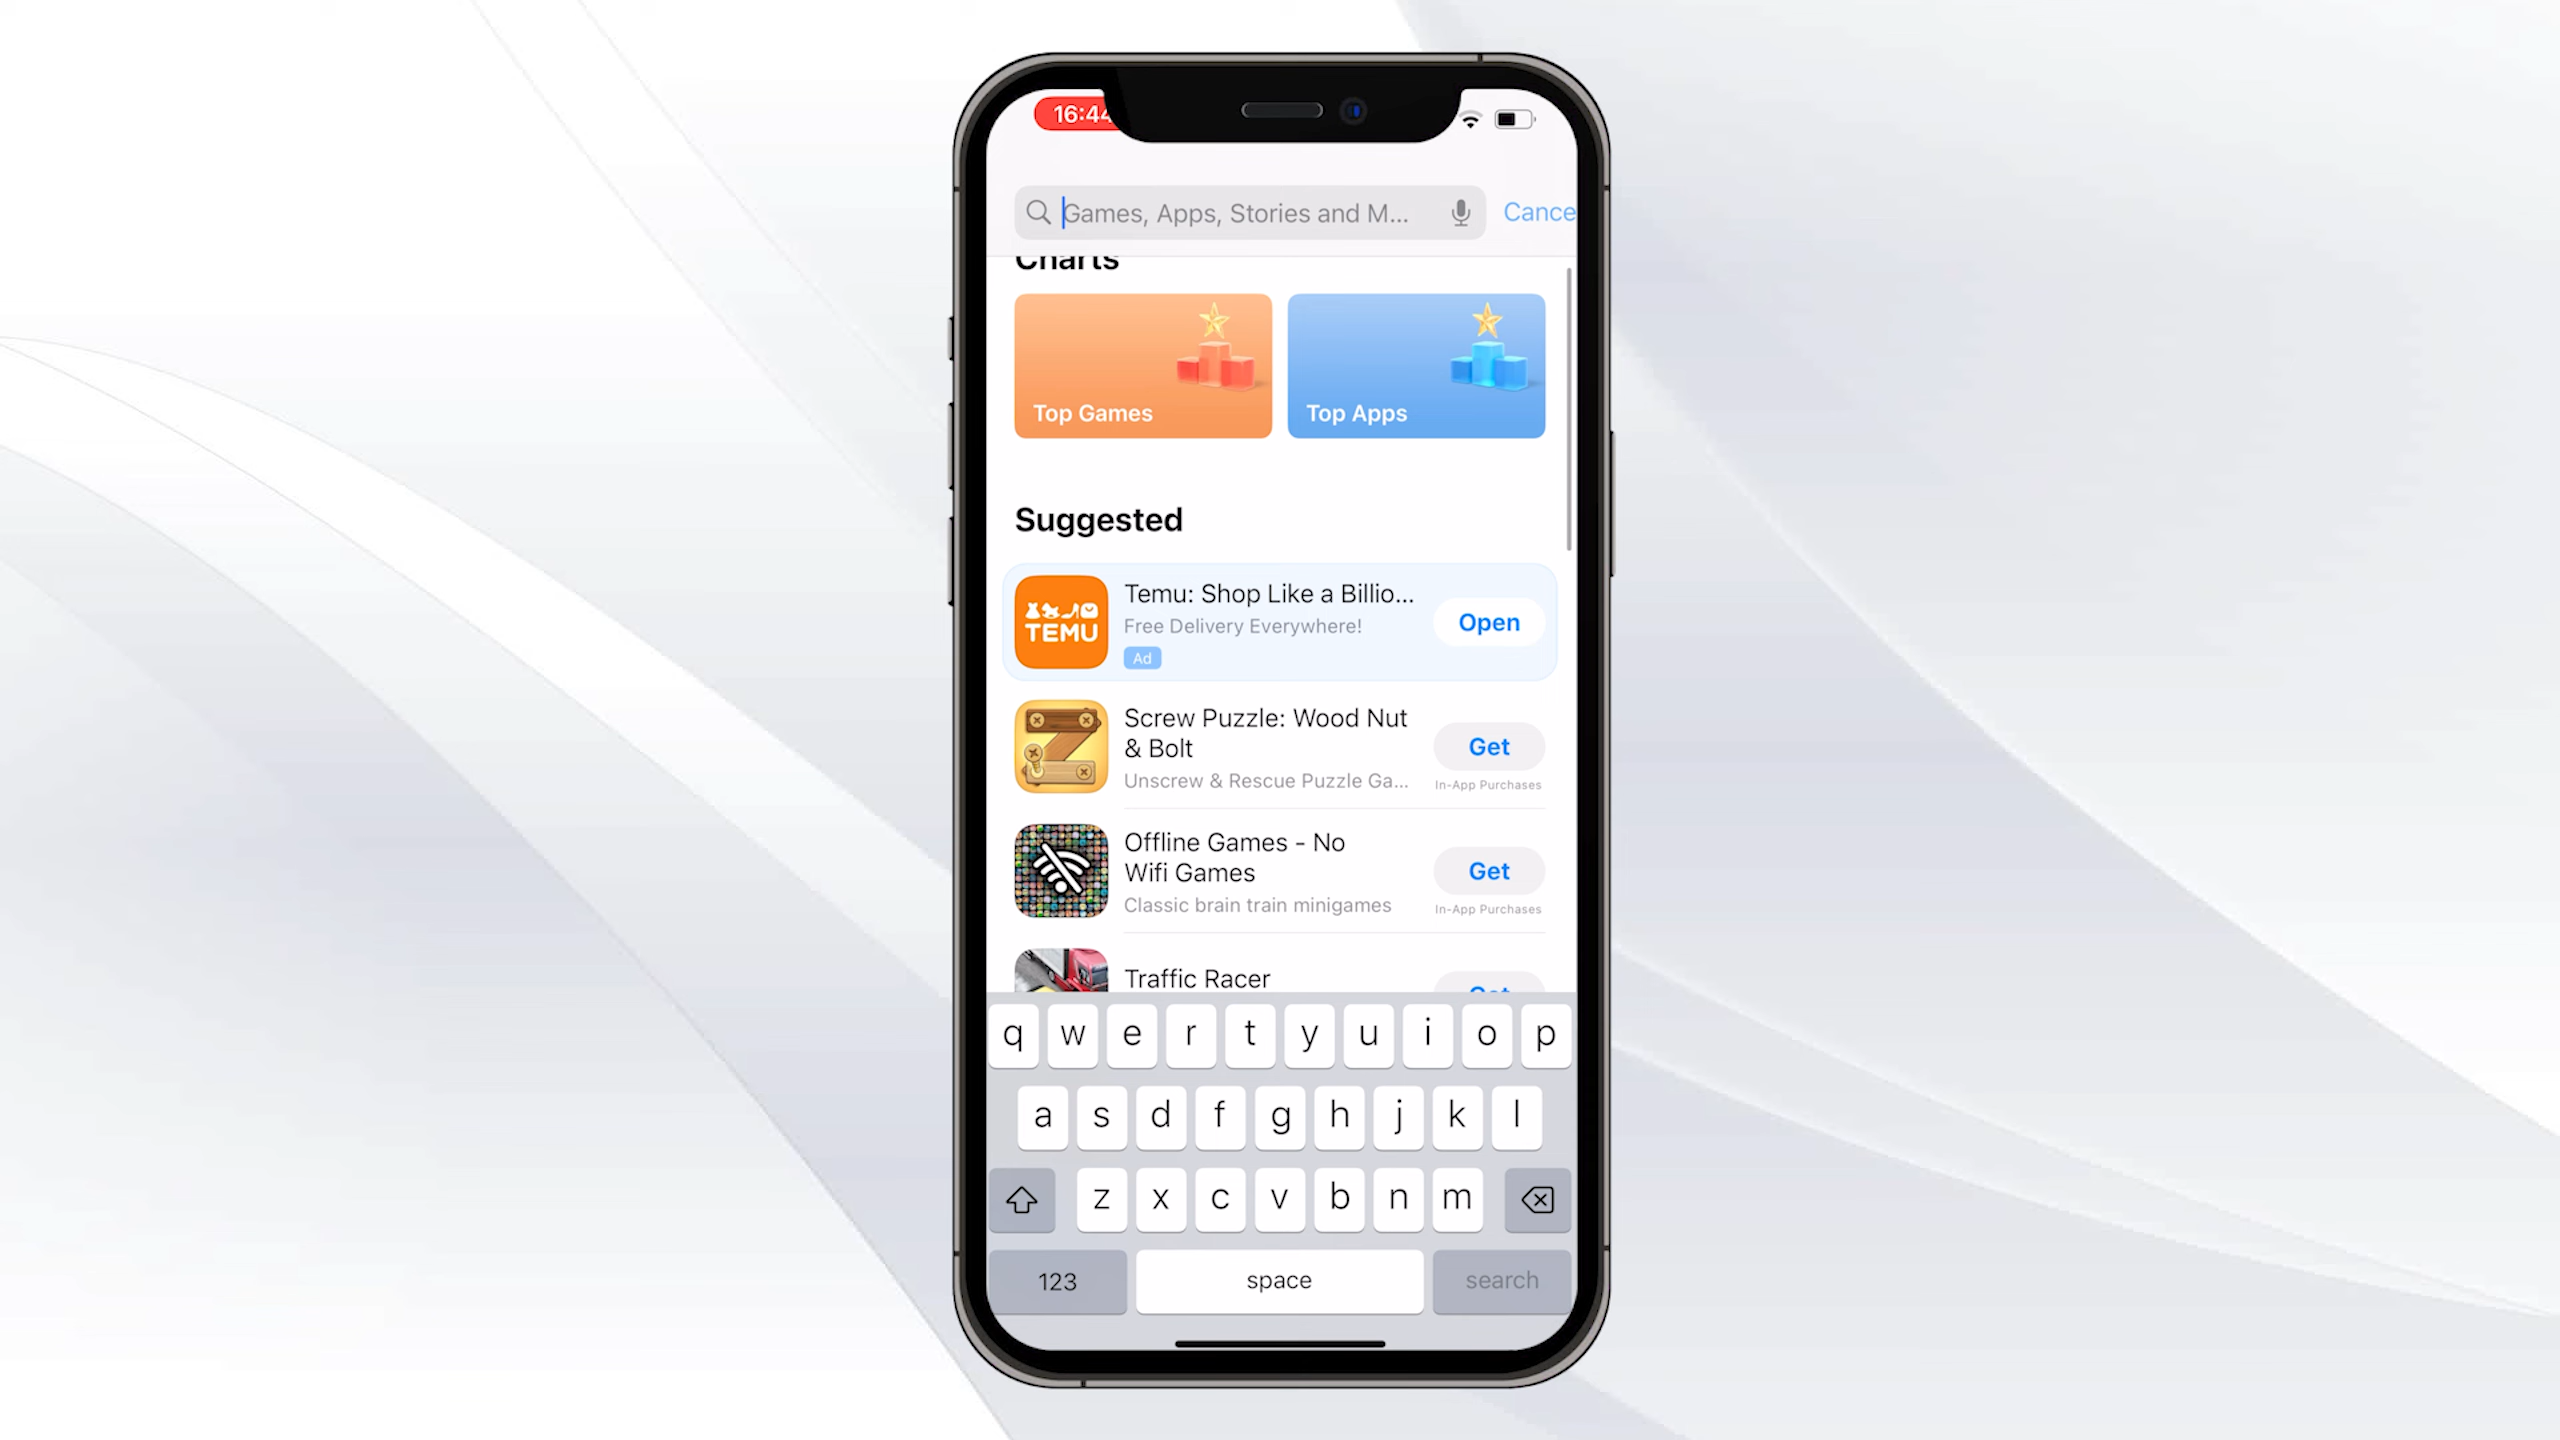 16:44
Games, Apps, Stories and M...
Cance
Charts
Top Games
Top Apps
Suggested
TEMU
Temu: Shop Like a Billio...
Free Delivery Everywhere!
Ad
Open
Screw Puzzle: Wood Nut
& Bolt
Unscrew & Rescue Puzzle Ga...
Get
In-App Purchases
Offline Games - No
Wifi Games
Classic brain train minigames
Get
In-App Purchases
Traffic Racer
Get
q w e r t y u i o p
a s d f g h j k l
z x c v b n m
123 space search